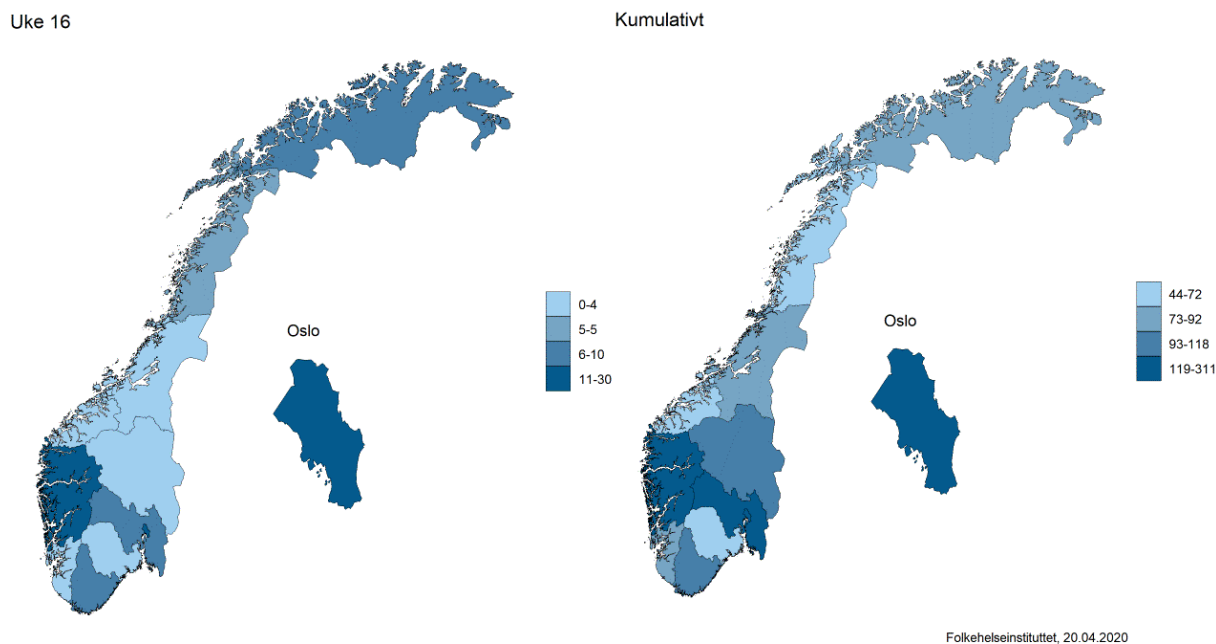 Uke 16
Kumulativt
Oslo
0-4
5-5
6-10
11-30
Oslo
44-72
73-92
93-118
119-311
Folkehelseinstituttet, 20.04.2020